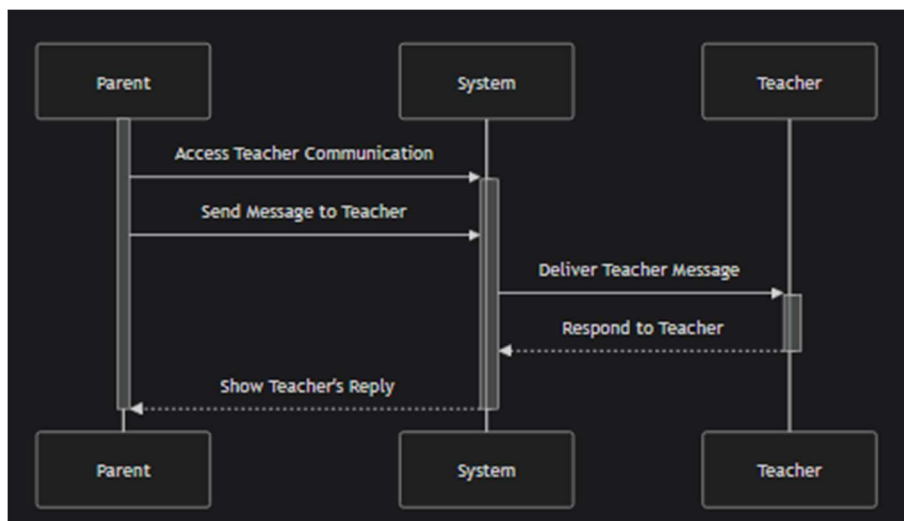 Parent
System
Teacher
Access Teacher Communication
Send Message to Teacher
Deliver Teacher Message
Respond to Teacher
Show Teacher's Reply
Parent
System
Teacher